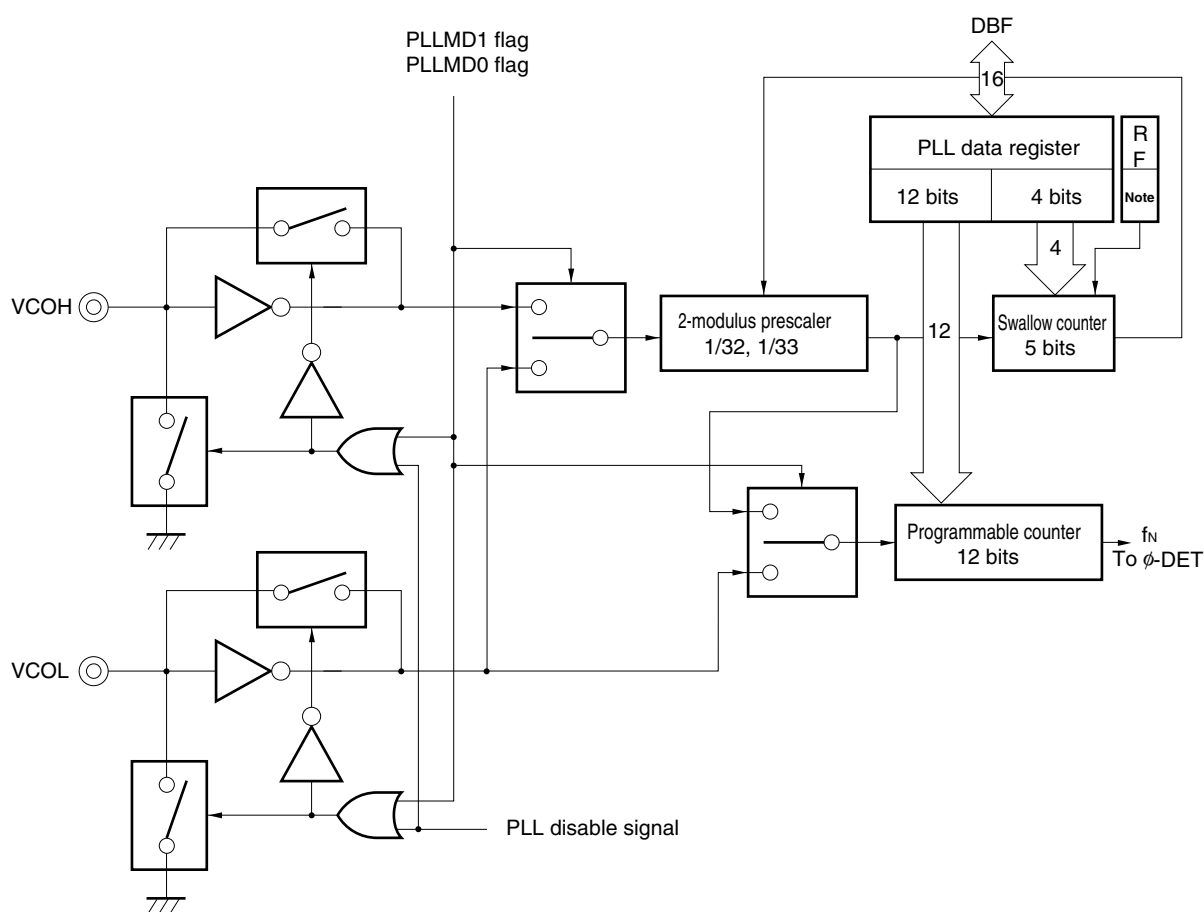 DBF
PLLMD1 flag
PLLMD0 flag
16
R
F
PLL data register
12 bits
4 bits
Note
4
VCOH
2-modulus prescaler
1/32, 1/33
12
Swallow counter
5 bits
Programmable counter
12 bits
fN
To ϕ-DET
VCOL
PLL disable signal